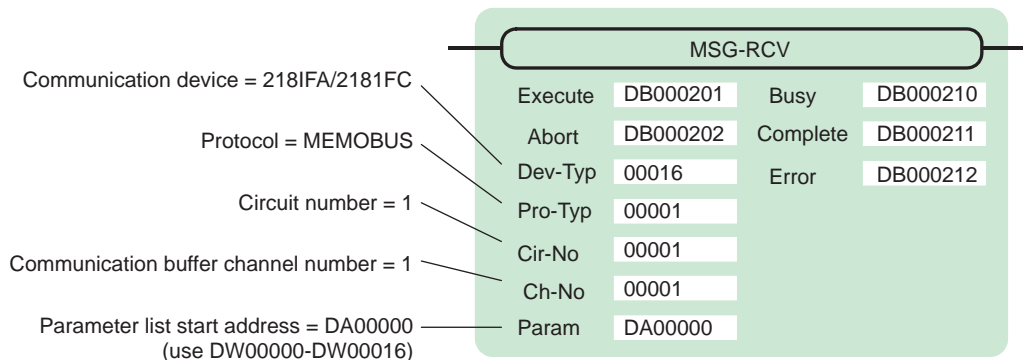 MSG-RCV
Communication device = 218IFA/2181FC
Execute DB000201 Busy DB000210
Protocol = MEMOBUS
Abort DB000202 Complete DB000211
Dev-Typ 00016 Error DB000212
Circuit number = 1
Pro-Typ 00001
Cir-No 00001
Communication buffer channel number = 1
Ch-No 00001
Parameter list start address = DA00000
(use DW00000-DW00016)
Param DA00000